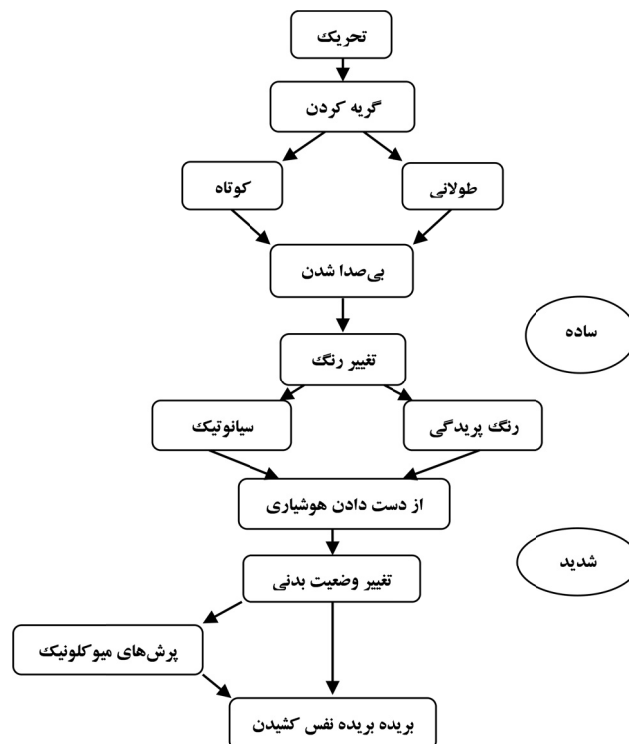 تحریک
گریه کردن
طولانی
کوتاه
بی‌صدا شدن
ساده
تغییر رنگ
رنگ پریدگی
سیانوتیک
از دست دادن هوشیاری
شدید
تغییر وضعیت بدنی
پرش‌های میوکلونیک
بریده بریده نفس کشیدن